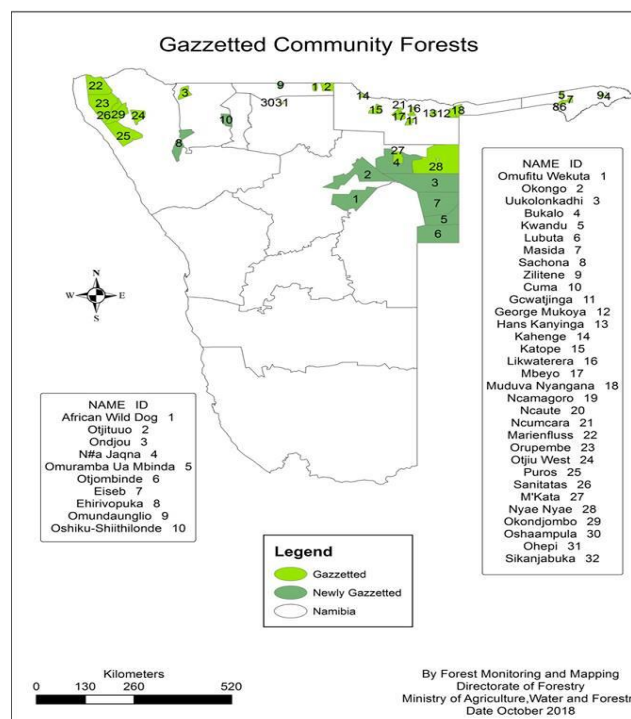 Gazzetted Community Forests
22
23
26 29 24
25
3
8
10
9
1 2
30 31
14
15
21
16
17
11
13 12 18
5
7
8 6
9 4
27
4
28
2
3
1
7
5
6
N
W E
S
NAME ID
Omufitu Wekuta 1
Okongo 2
Uukolonkadhi 3
Bukalo 4
Kwandu 5
Lubuta 6
Masida 7
Sachona 8
Zilitene 9
Cuma 10
Gcwatjinga 11
George Mukoya 12
Hans Kanyinga 13
Kahenge 14
Katope 15
Likwaterera 16
Mbeyo 17
Muduva Nyangana 18
Ncamagoro 19
Ncaute 20
Ncumcara 21
Marienfluss 22
Orupembe 23
Otjiu West 24
Puros 25
Sanitatas 26
M'Kata 27
Nyae Nyae 28
Okondjombo 29
Oshaampula 30
Ohepi 31
Sikanjabuka 32
NAME ID
African Wild Dog 1
Otjituuo 2
Ondjou 3
N#a Jaqna 4
Omuramba Ua Mbinda 5
Otjombinde 6
Eiseb 7
Ehirivopuka 8
Omundaunglio 9
Oshiku-Shiithilonde 10
Legend
Gazzetted
Newly Gazzetted
Namibia
Kilometers
0 130 260 520
By Forest Monitoring and Mapping
Directorate of Forestry
Ministry of Agriculture,Water and Forestr
Date October 2018